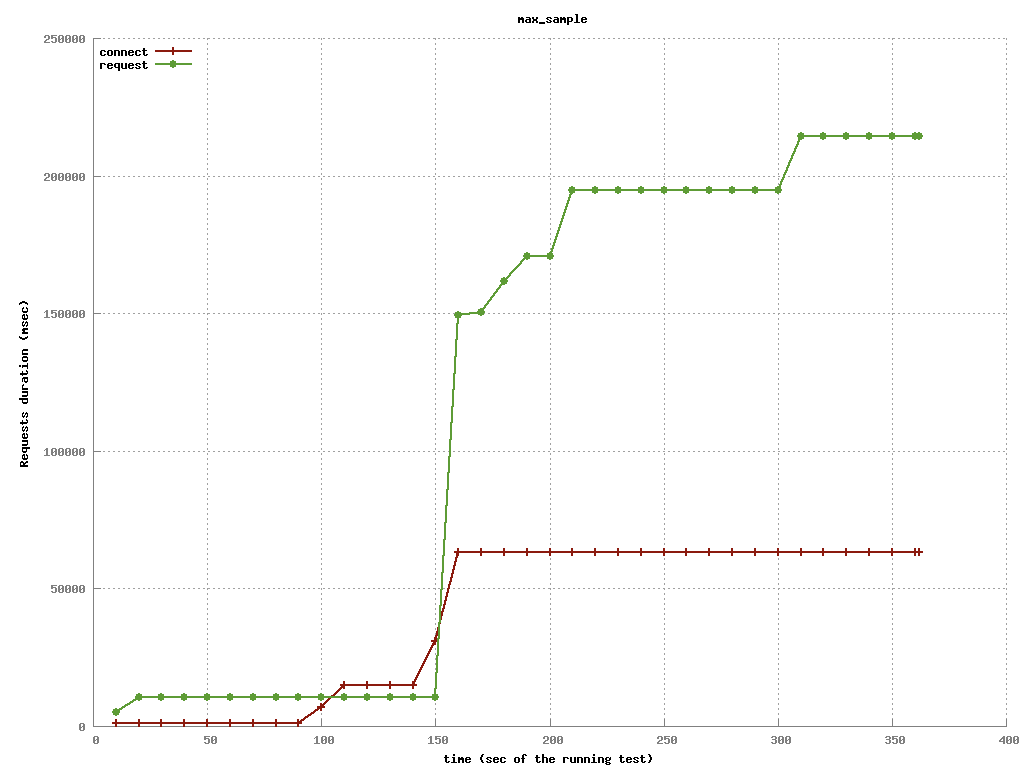 max_sample
250000
connect
request
200000
150000
100000
50000
0
Requests duration (msec)
0 50 100 150 200 250 300 350 400
time (sec of the running test)